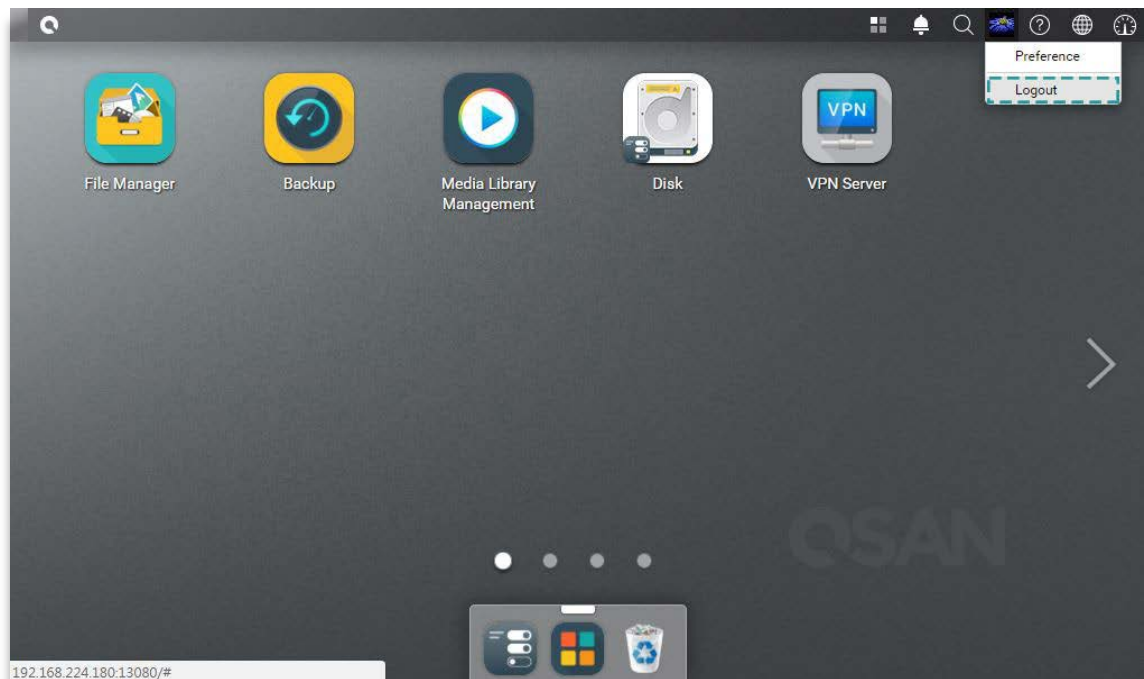 Preference
Logout
VPN
File Manager
Backup
Media Library
Management
Disk
VPN Server
QSAN
192.168.224.180:13080/#